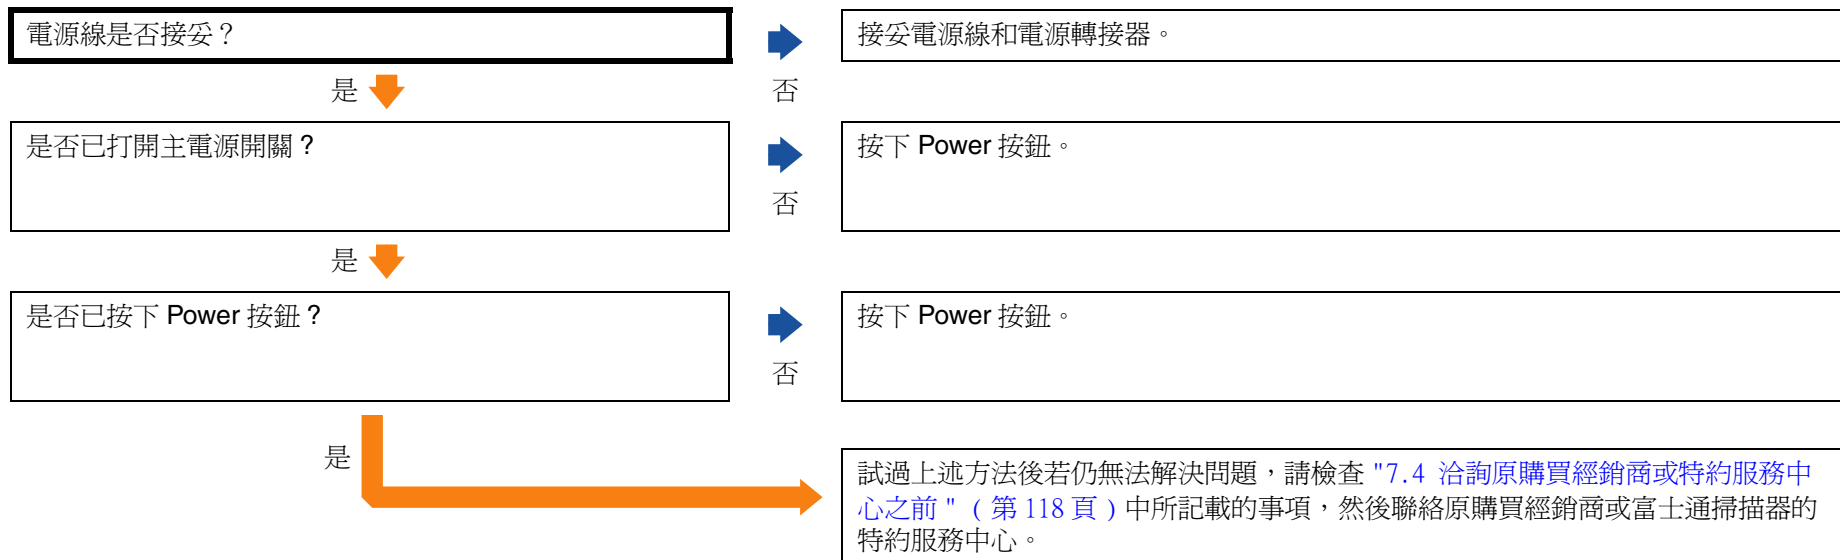 電源線是否接妥？
接妥電源線和電源轉接器。
是
否
是否已打開主電源開關？
按下 Power 按鈕。
否
是
是否已按下 Power 按鈕？
按下 Power 按鈕。
否
是
試過上述方法後若仍無法解決問題，請檢查 "7.4 洽詢原購買經銷商或特約服務中
心之前 " （ 第 118 頁 ）中所記載的事項，然後聯絡原購買經銷商或富士通掃描器的
特約服務中心。